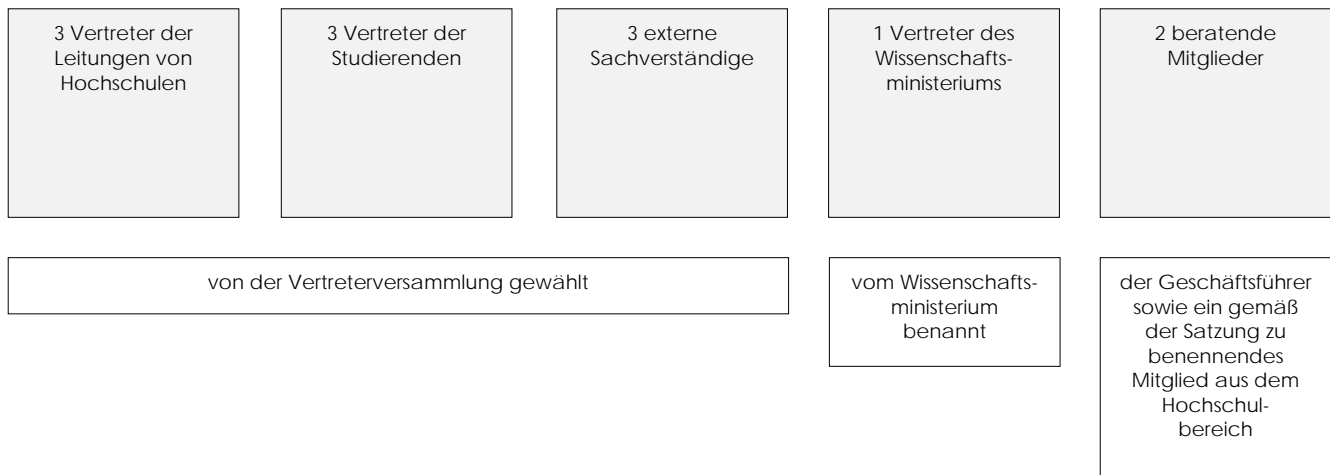 3 Vertreter der
Leitungen von
Hochschulen
3 Vertreter der
Studierenden
3 externe
Sachverständige
1 Vertreter des
Wissenschafts-
ministeriums
2 beratende
Mitglieder
von der Vertreterversammlung gewählt
vom Wissenschafts-
ministerium
benannt
der Geschäftsführer
sowie ein gemäß
der Satzung zu
benennendes
Mitglied aus dem
Hochschul-
bereich